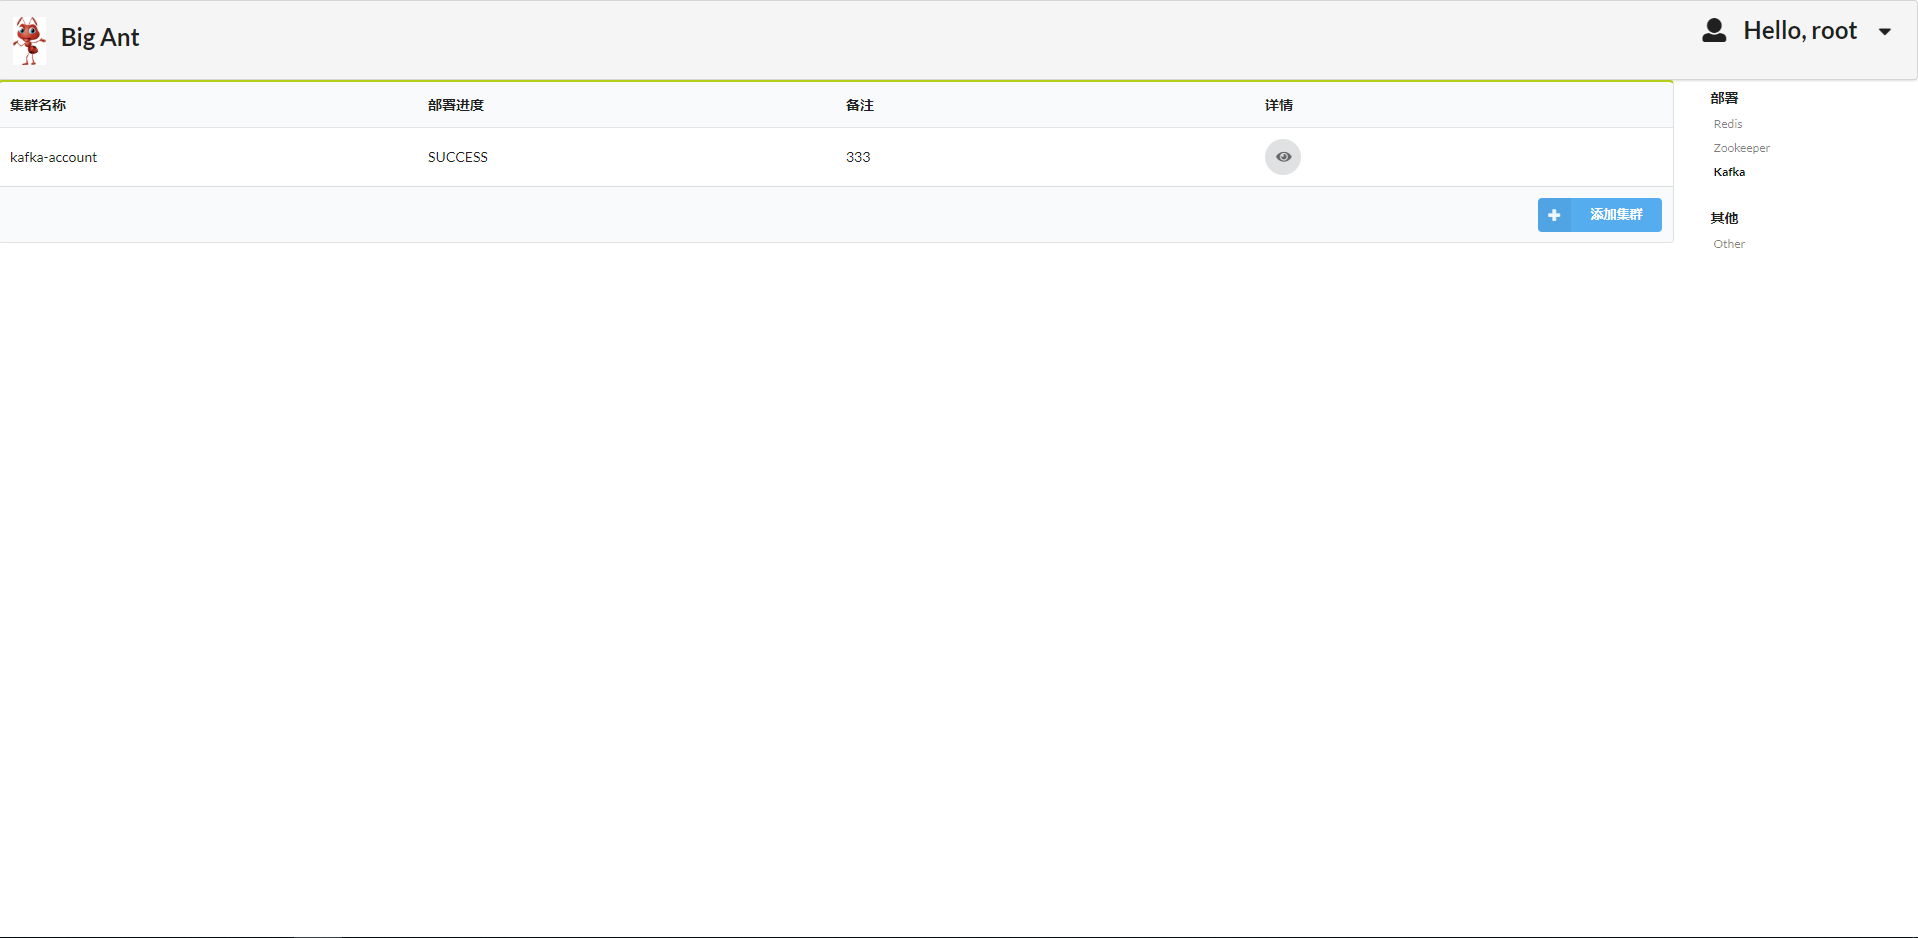 Big Ant
Hello, root
集群名称 部署进度 备注 详情
kafka-account SUCCESS 333
添加集群
部署
Redis
Zookeeper
Kafka
其他
Other